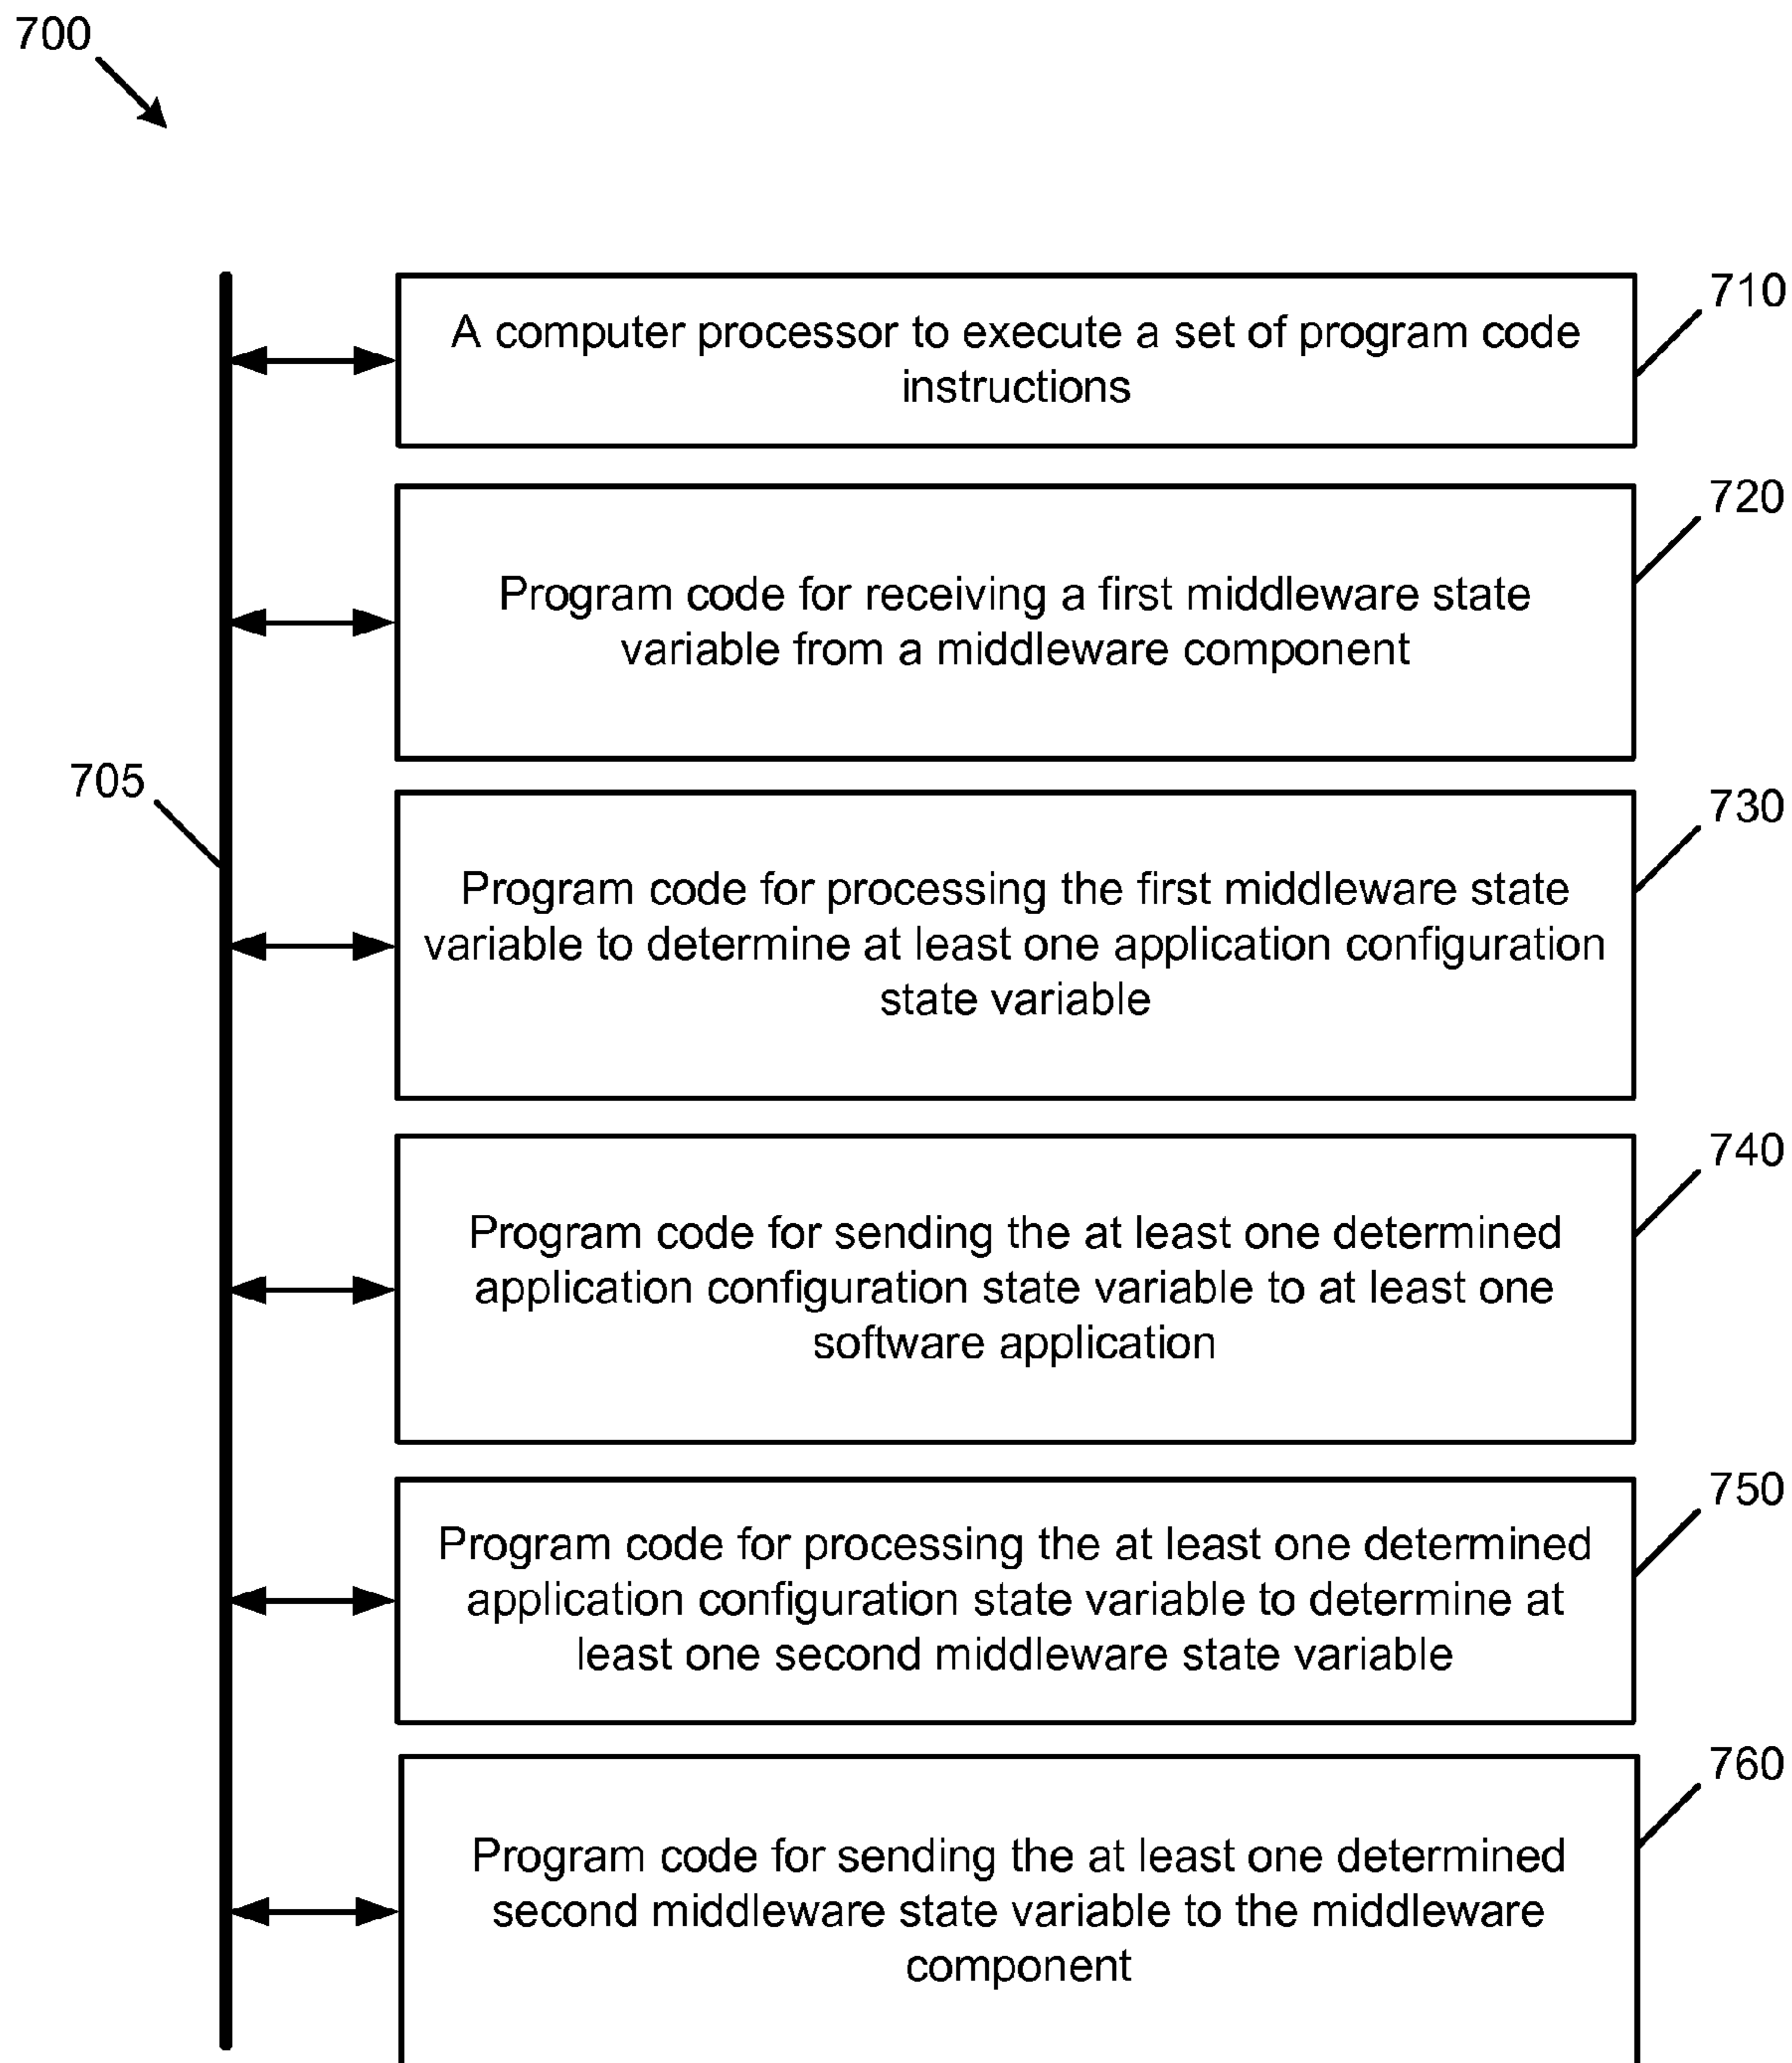 700
710
A computer processor to execute a set of program code
instructions
720
Program code for receiving a first middleware state
variable from a middleware component
705
730
Program code for processing the first middleware state
variable to determine at least one application configuration
state variable
740
Program code for sending the at least one determined
application configuration state variable to at least one
software application
750
Program code for processing the at least one determined
application configuration state variable to determine at
least one second middleware state variable
760
Program code for sending the at least one determined
second middleware state variable to the middleware
component